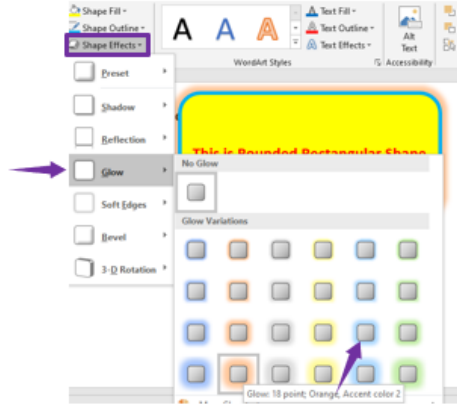 Shape Fill
Shape Outline
Shape Effects
A A A
Text Fill
Text Outline
Text Effects
Alt
Text
WordArt Styles
Accessibility
Preset
Shadow
Reflection
Glow
Soft Edges
Bevel
3-D Rotation
This is Rounded Rectangular Shape
No Glow
Glow Variations
Glow: 18 point; Orange, Accent color 2